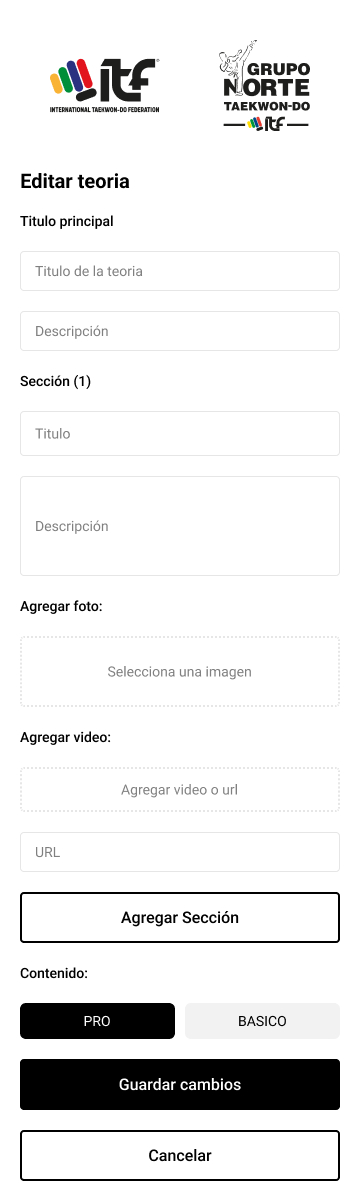 itf
INTERNATIONAL TAEKWON-DO FEDERATION
GRUPO
NORTE
TAEKWON-DO
itf
Editar teoria
Titulo principal
Titulo de la teoria
Descripción
Sección (1)
Titulo
Descripción
Agregar foto:
Selecciona una imagen
Agregar video:
Agregar video o url
URL
Agregar Sección
Contenido:
PRO
BASICO
Guardar cambios
Cancelar